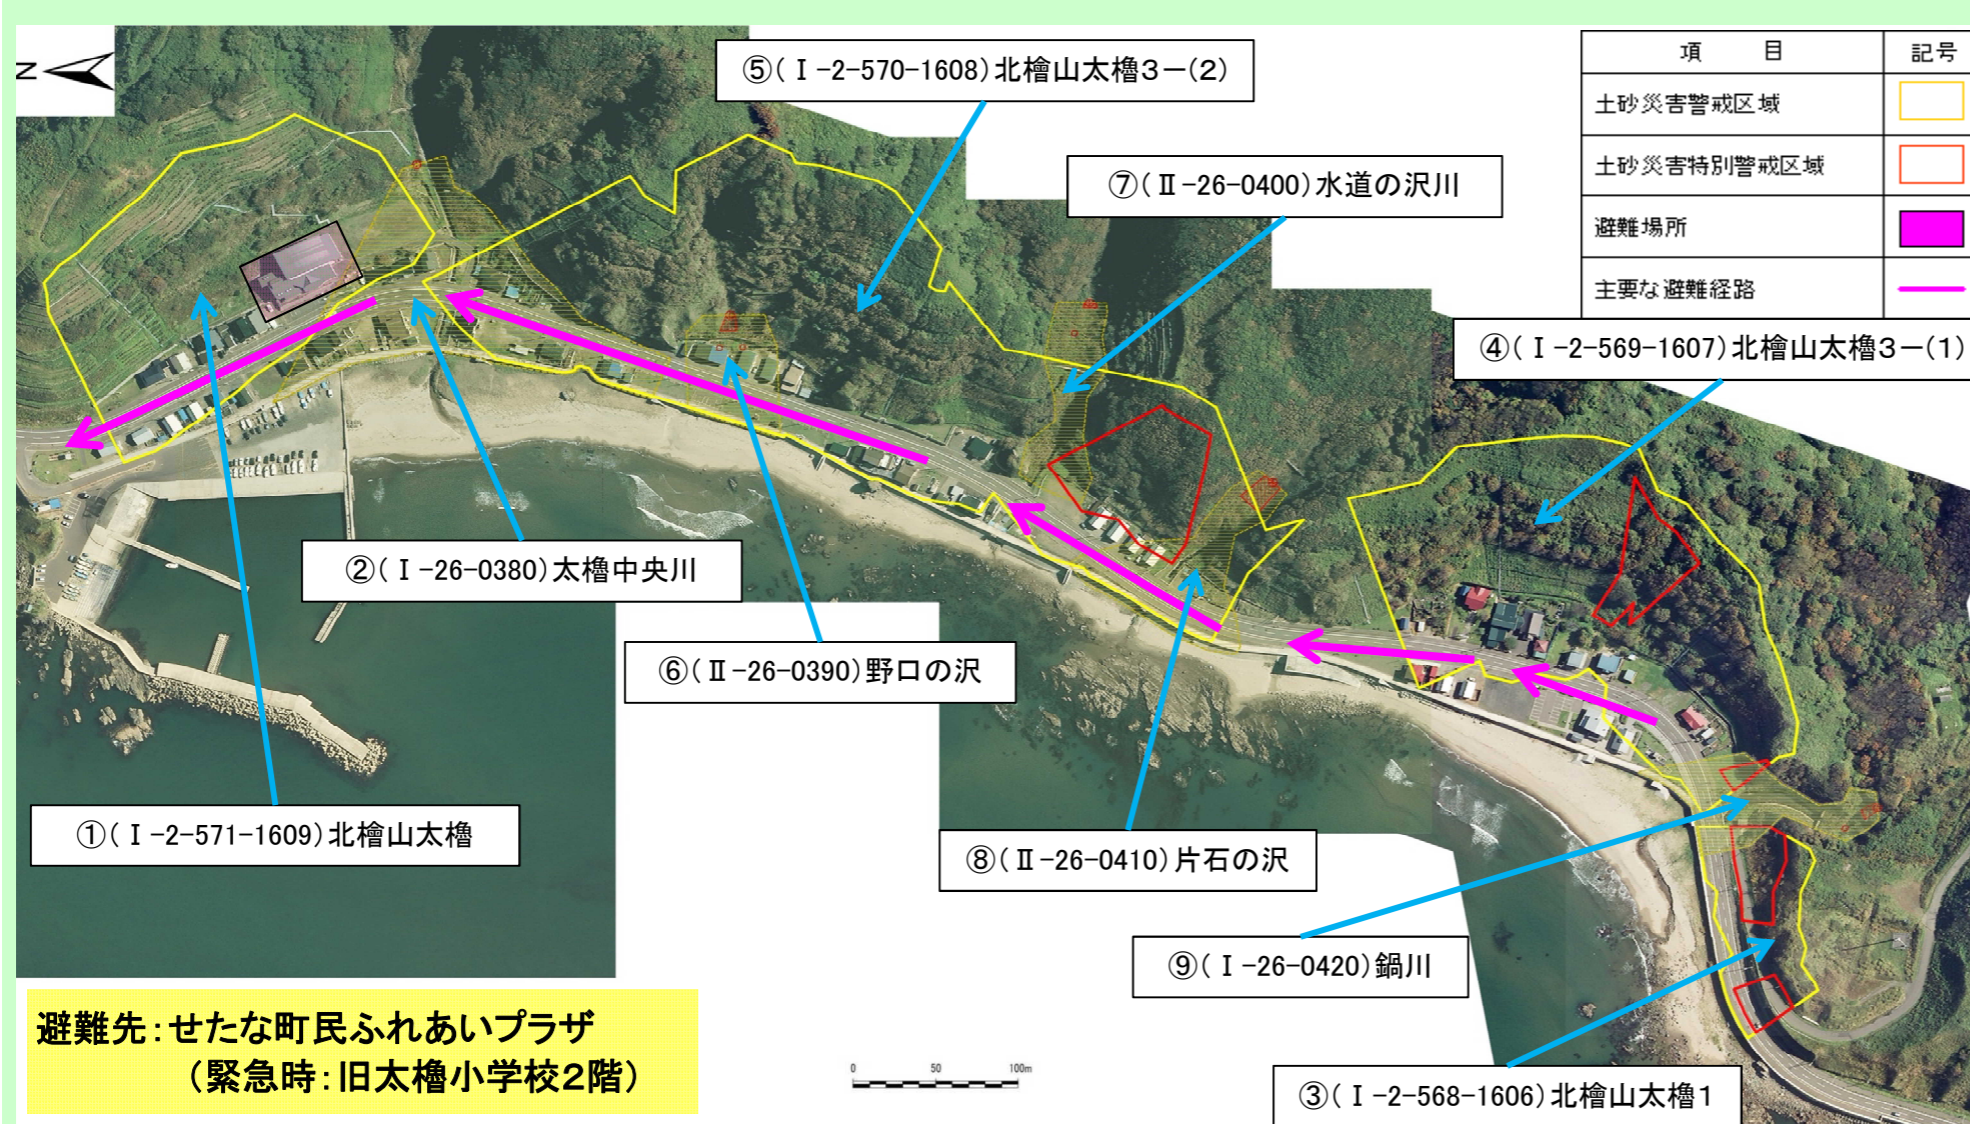 N
⑤(Ⅰ-2-570-1608)北檜山太櫓3-(2)
項 目 記号
土砂災害警戒区域
⑦(Ⅱ-26-0400)水道の沢川
土砂災害特別警戒区域
避難場所
主要な避難経路
④(Ⅰ-2-569-1607)北檜山太櫓3-(1)
②(Ⅰ-26-0380)太櫓中央川
⑥(Ⅱ-26-0390)野口の沢
①(Ⅰ-2-571-1609)北檜山太櫓
⑧(Ⅱ-26-0410)片石の沢
⑨(Ⅰ-26-0420)鍋川
避難先:せたな町民ふれあいプラザ
(緊急時:旧太櫓小学校2階)
0 50 100m
③(Ⅰ-2-568-1606)北檜山太櫓1